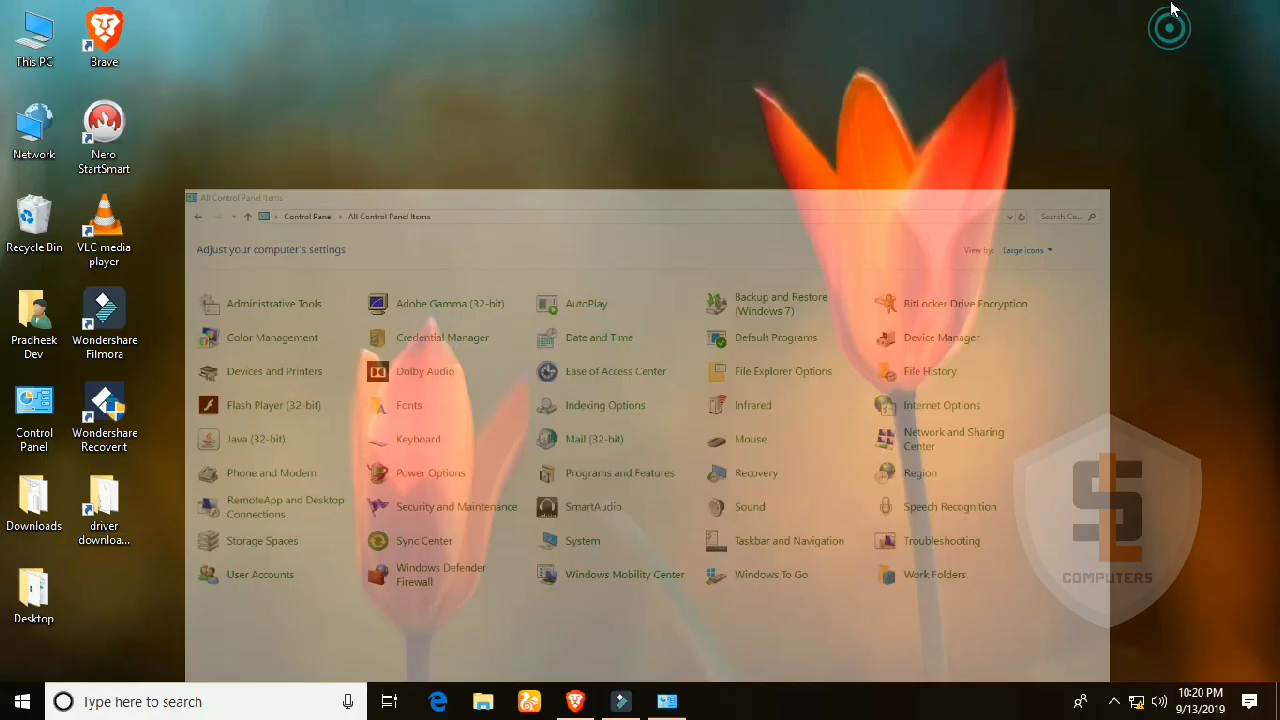 This PC
Brave
Network
Nero
StartSmart
Recycle Bin
VLC media
player
Pracheek
Dev
Wondershare
Filmora
Control
Panel
Wondershare
Recoverit
Downloads
driver
downloa...
Desktop
All Control Panel Items
Control Pane
All Control Panel Items
Search Co...
Adjust your computer's settings
View by:
Large icons
Administrative Tools
Adobe Gamma (32-bit)
AutoPlay
Backup and Restore
(Windows 7)
BitLocker Drive Encryption
Color Management
Credential Manager
Date and Time
Default Programs
Device Manager
Devices and Printers
Dolby Audio
Ease of Access Center
File Explorer Options
File History
Flash Player (32-bit)
Fonts
Indexing Options
Infrared
Internet Options
Java (32-bit)
Keyboard
Mail (32-bit)
Mouse
Network and Sharing
Center
Phone and Modem
Power Options
Programs and Features
Recovery
Region
RemoteApp and Desktop
Connections
Security and Maintenance
SmartAudio
Sound
Speech Recognition
Storage Spaces
Sync Center
System
Taskbar and Navigation
Troubleshooting
User Accounts
Windows Defender
Firewall
Windows Mobility Center
Windows To Go
Work Folders
COMPUTERS
Type here to search
10:20 PM
9/13/2019